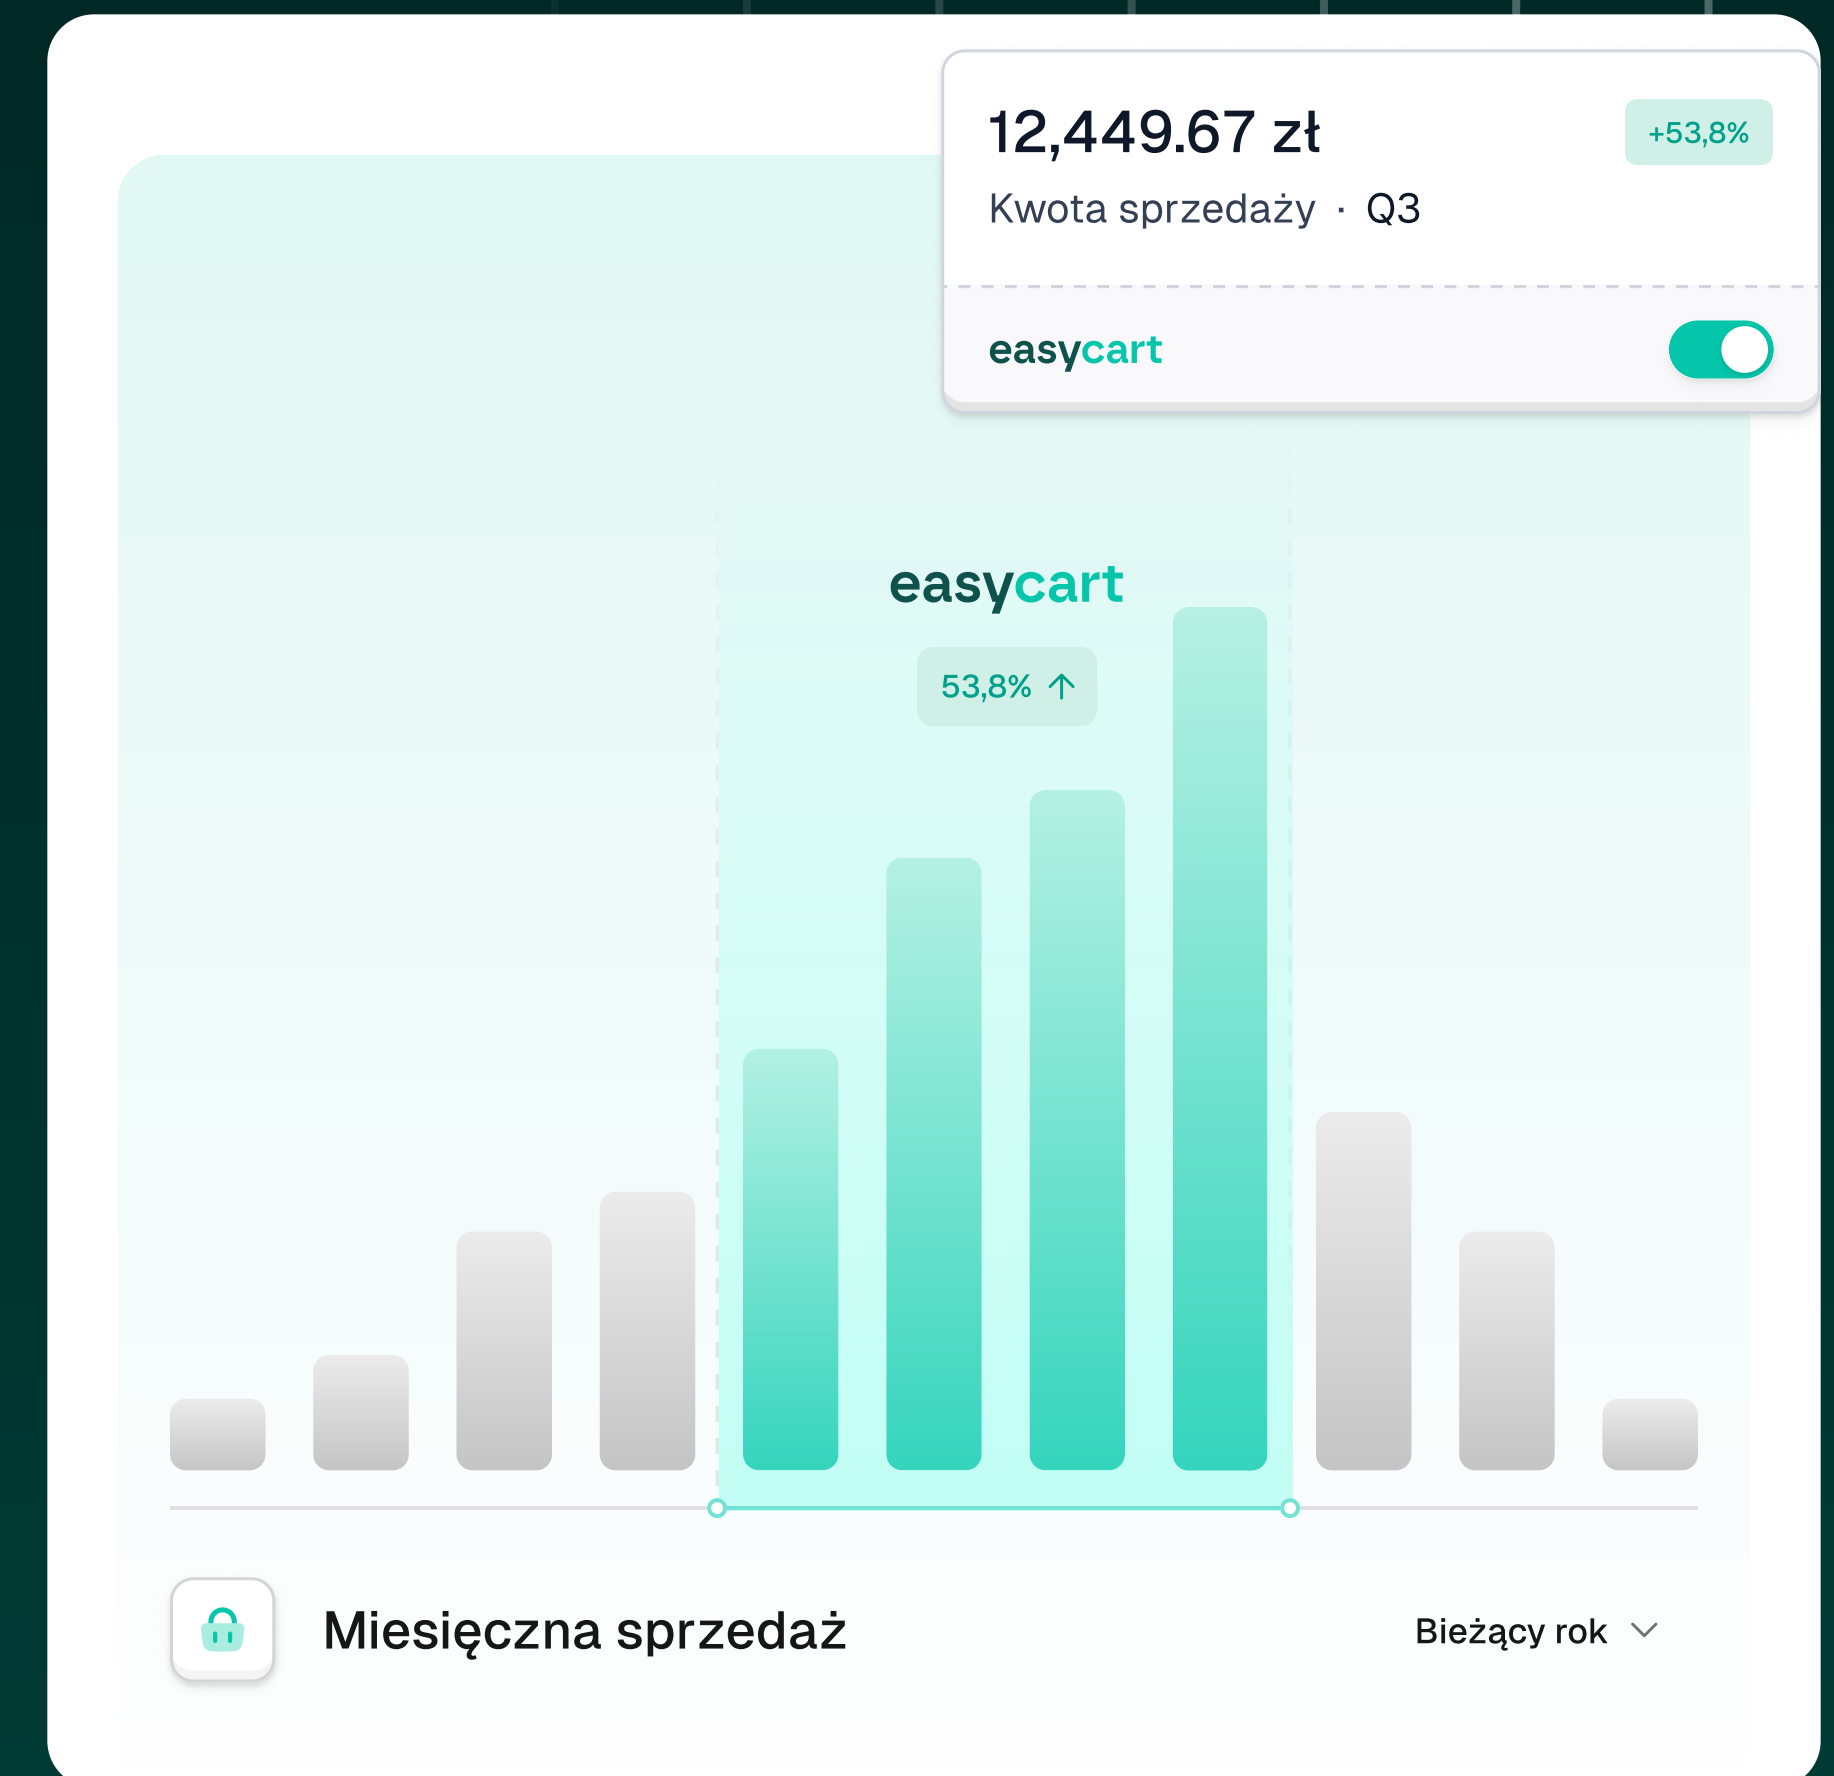 12,449.67 zł
+53,8%
Kwota sprzedaży · Q3
easycart
easycart
53,8% ↑
Miesięczna sprzedaż
Bieżący rok